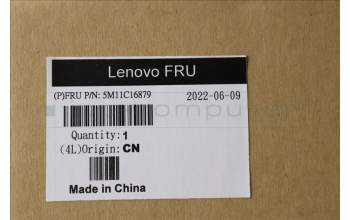 Lenovo FRU
(P)FRU P/N: 5M11C16879 2022-06-09
Quantity: 1
(4L)Origin: CN
Made in China